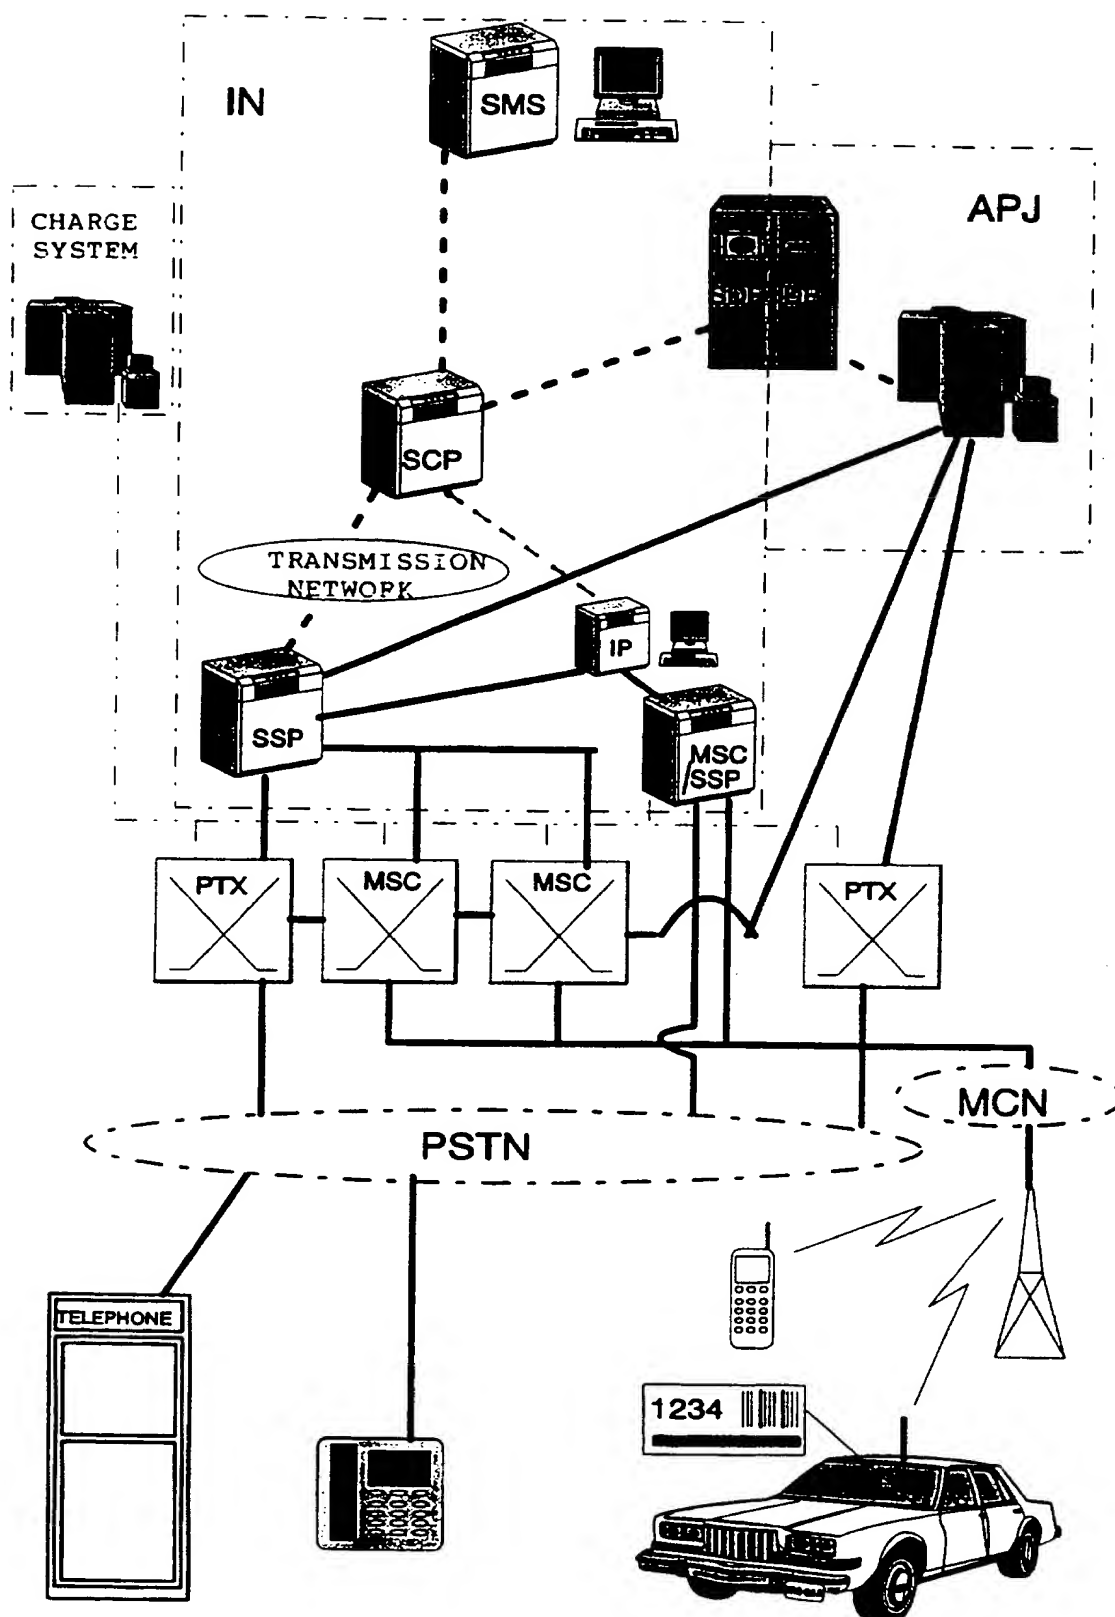 IN
SMS
CHARGE
SYSTEM
APJ
SCP
TRANSMISSION
NETWORK
IP
SSP
MSC
/SSP
PTX
MSC
MSC
PTX
MCN
PSTN
TELEPHONE
1234